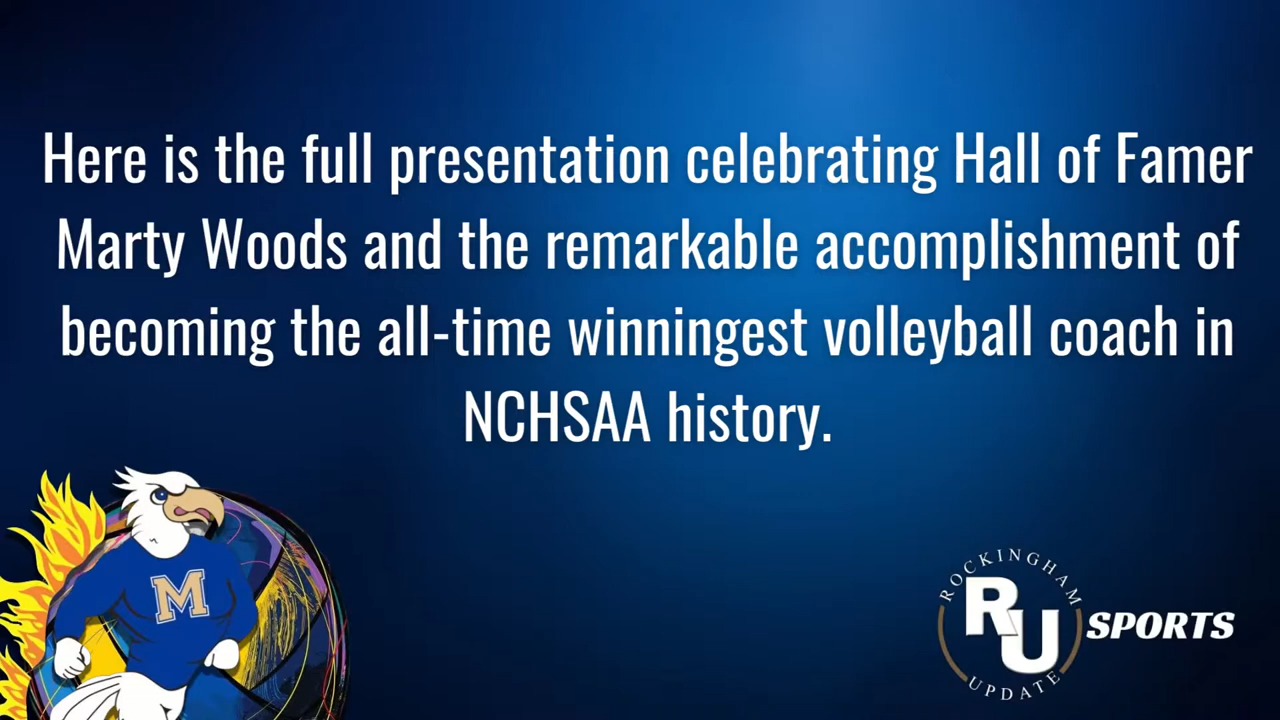 Here is the full presentation celebrating Hall of Famer
Marty Woods and the remarkable accomplishment of
becoming the all-time winningest volleyball coach in
NCHSAA history.
M
ROCKINGHAM
RU
SPORTS
UPDATE